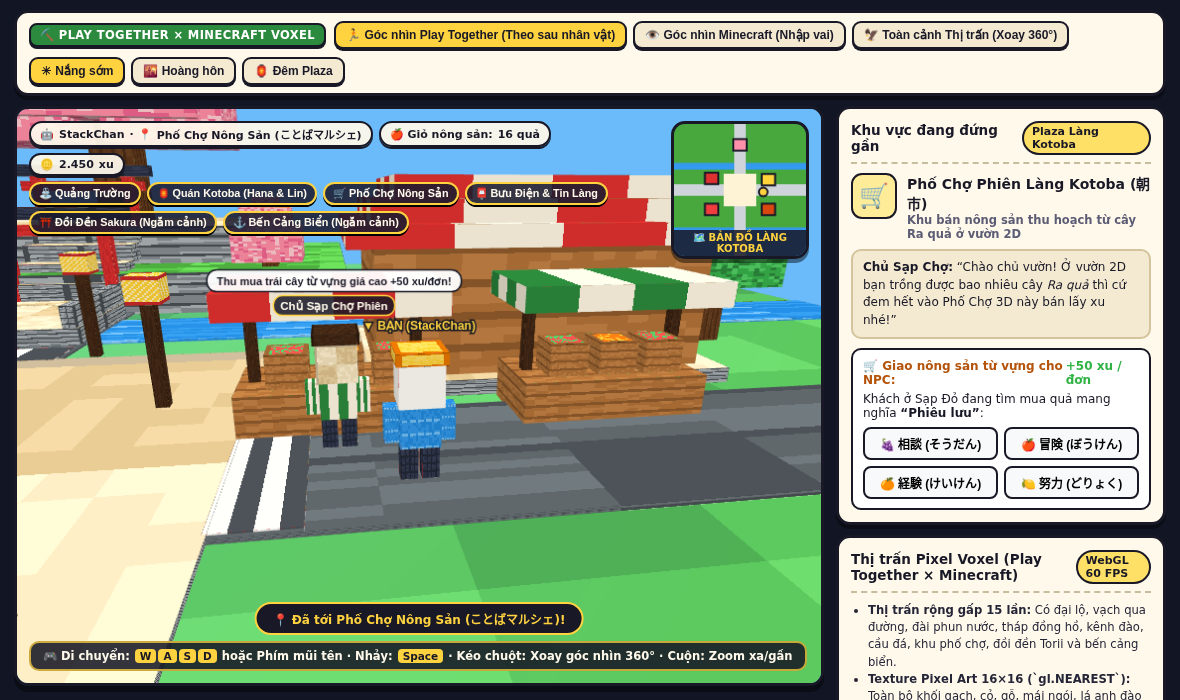 ⛏️ PLAY TOGETHER × MINECRAFT VOXEL
🏃 Góc nhìn Play Together (Theo sau nhân vật)
👁️ Góc nhìn Minecraft (Nhập vai)
🦅 Toàn cảnh Thị trấn (Xoay 360°)
☀ Nắng sớm
🌇 Hoàng hôn
🏮 Đêm Plaza
🤖 StackChan · 📍 Phố Chợ Nông Sản (ことばマルシェ)
🍎 Giỏ nông sản: 16 quả
🪙 2.450 xu
⛲ Quảng Trường
🏮 Quán Kotoba (Hana & Lin)
🛒 Phố Chợ Nông Sản
📮 Bưu Điện & Tin Làng
⛩️ Đồi Đền Sakura (Ngắm cảnh)
⚓ Bến Cảng Biển (Ngắm cảnh)
🗺️ BẢN ĐỒ LÀNG
KOTOBA
Thu mua trái cây từ vựng giá cao +50 xu/đơn!
Chủ Sạp Chợ Phiên
▼ BẠN (StackChan)
📍 Đã tới Phố Chợ Nông Sản (ことばマルシェ)!
🎮 Di chuyển: W A S D hoặc Phím mũi tên · Nhảy: Space · Kéo chuột: Xoay góc nhìn 360° · Cuộn: Zoom xa/gần
Khu vực đang đứng
gần
Plaza Làng
Kotoba
🛒
Phố Chợ Phiên Làng Kotoba (朝
市)
Khu bán nông sản thu hoạch từ cây
Ra quả ở vườn 2D
Chủ Sạp Chợ: “Chào chủ vườn! Ở vườn 2D
bạn trồng được bao nhiêu cây Ra quả thì cứ
đem hết vào Phố Chợ 3D này bán lấy xu
nhé!”
🛒 Giao nông sản từ vựng cho
NPC:
+50 xu /
đơn
Khách ở Sạp Đỏ đang tìm mua quả mang
nghĩa “Phiêu lưu”:
🍇 相談 (そうだん)
🍎 冒険 (ぼうけん)
🍊 経験 (けいけん)
🍋 努力 (どりょく)
Thị trấn Pixel Voxel (Play
Together × Minecraft)
WebGL
60 FPS
• Thị trấn rộng gấp 15 lần: Có đại lộ, vạch qua
đường, đài phun nước, tháp đồng hồ, kênh đào,
cầu đá, khu phố chợ, đồi đền Torii và bến cảng
biển.
• Texture Pixel Art 16×16 (`gl.NEAREST`):
Toàn bộ khối gạch, cỏ, gỗ, mái ngói, lá anh đào